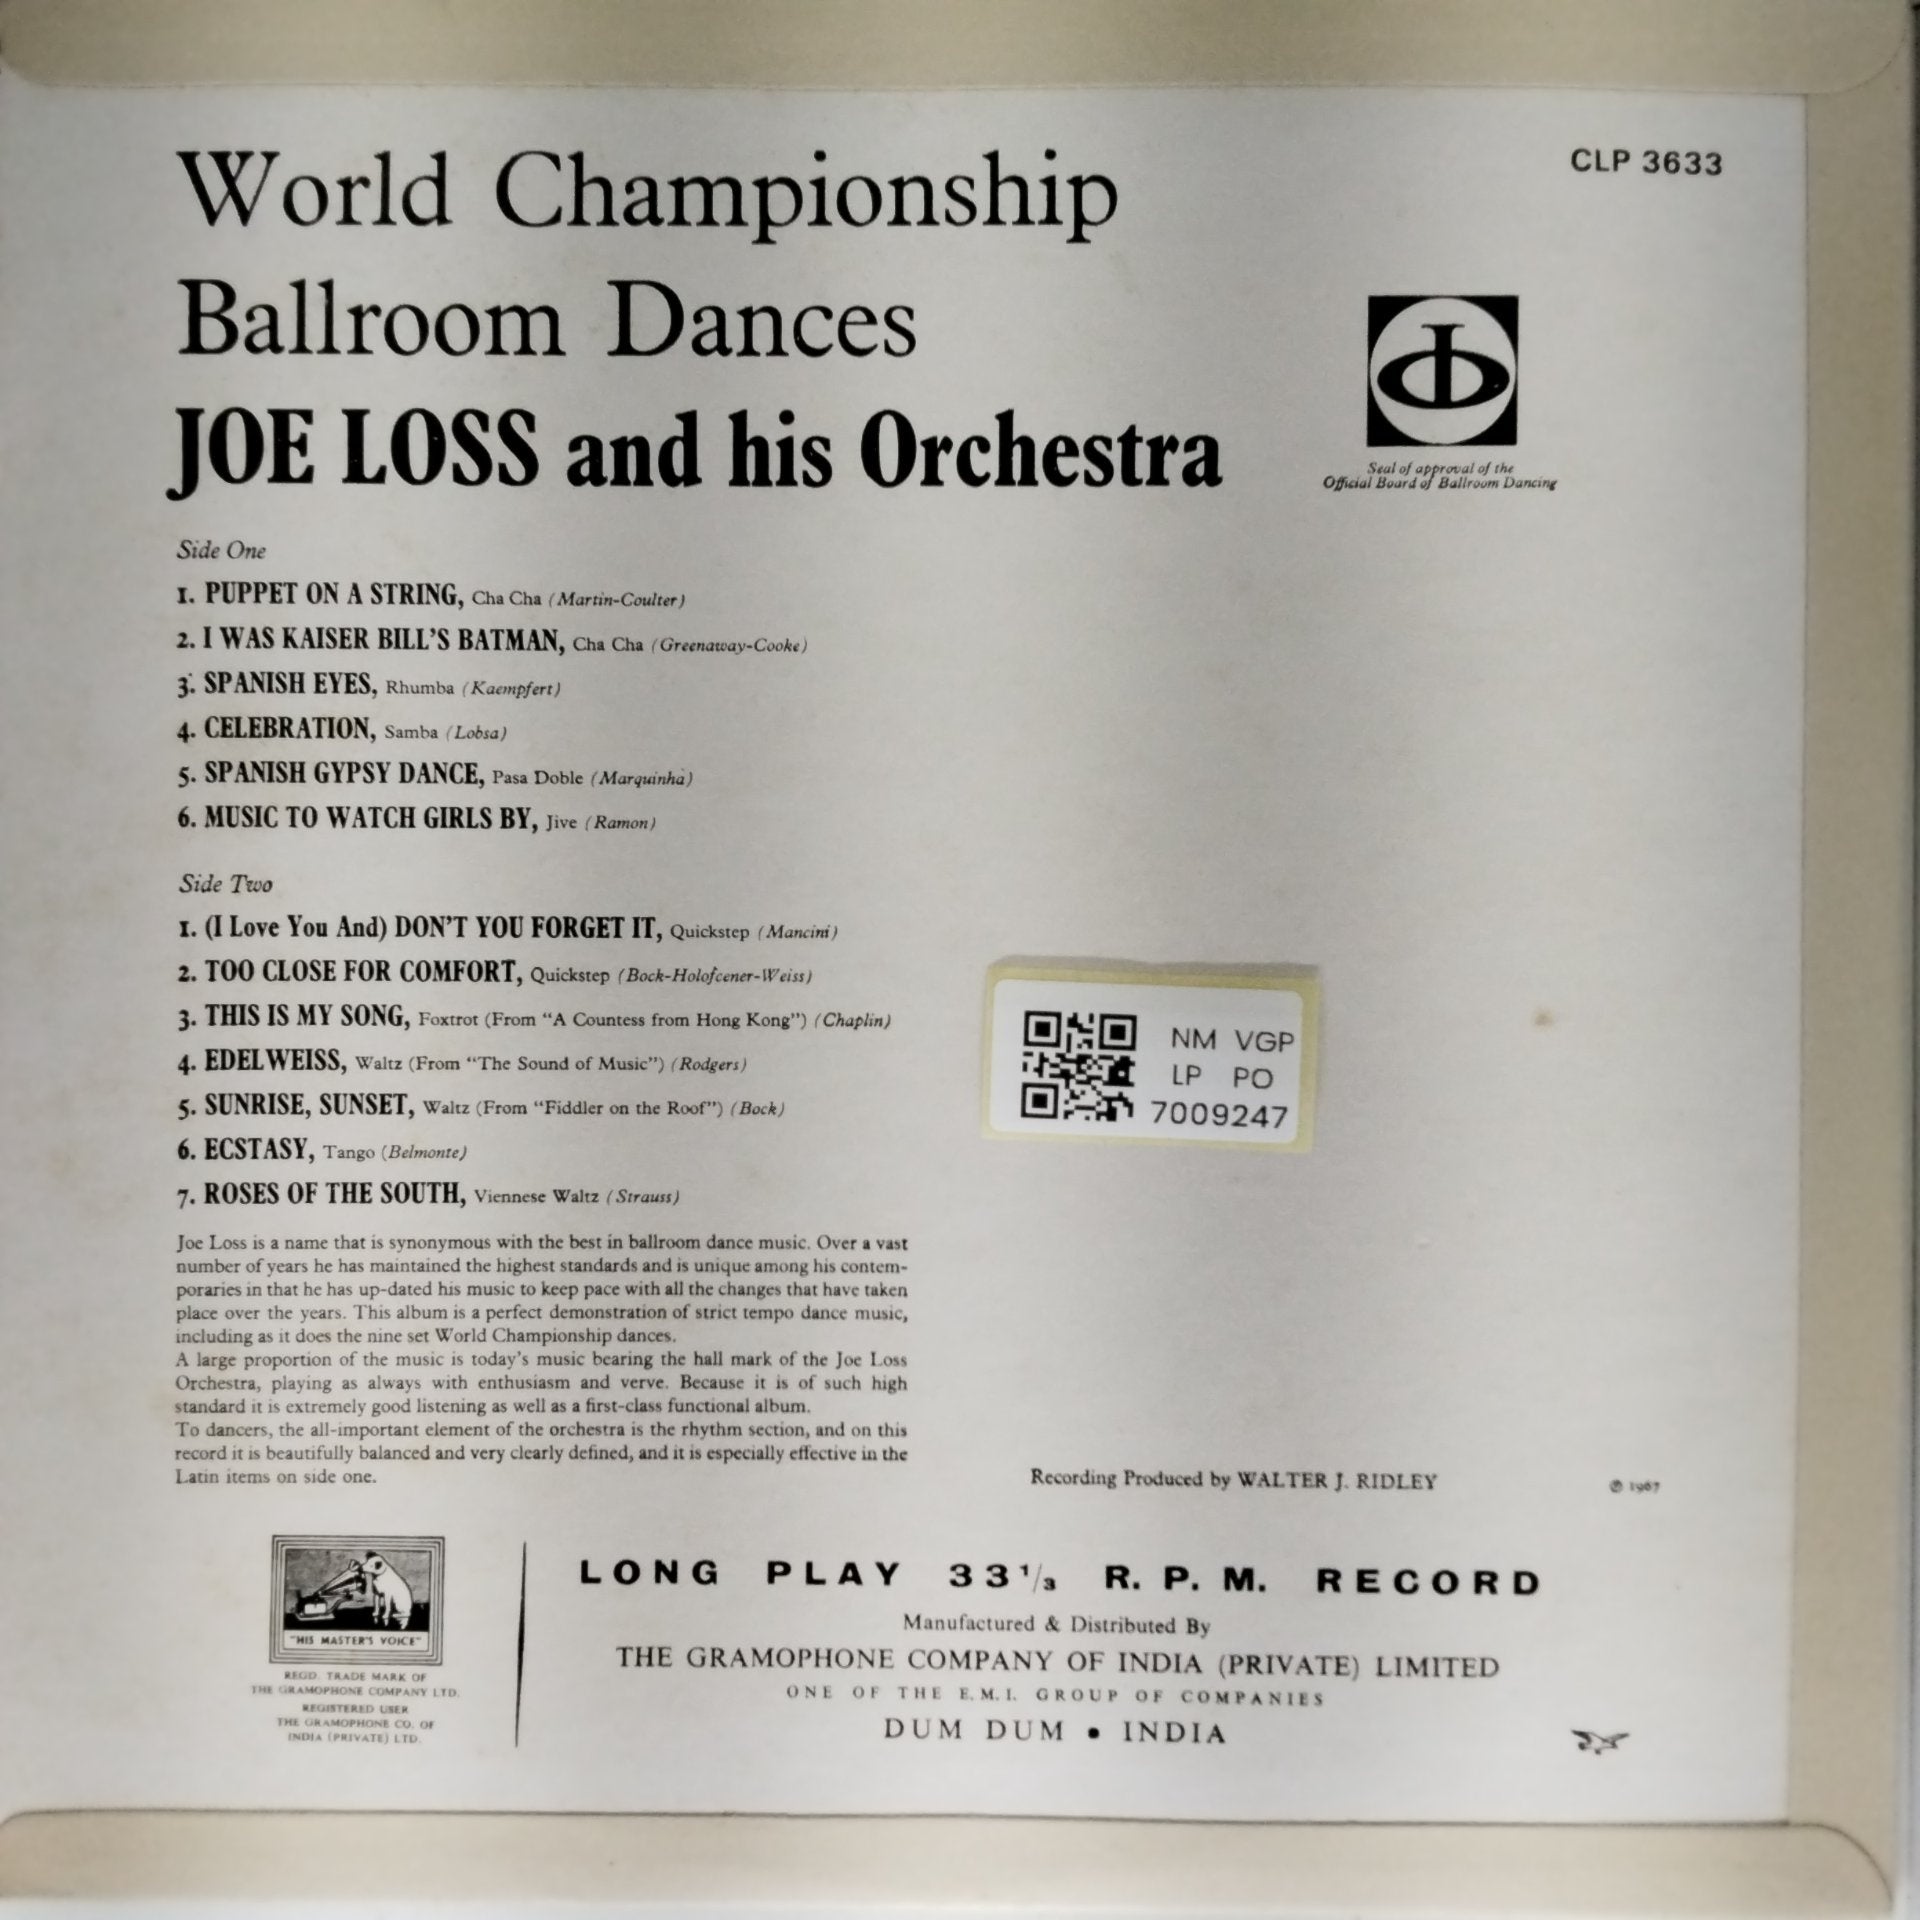 CLP 3633
World Championship
Ballroom Dances
JOE LOSS and his Orchestra
Seal of approval of the
Official Board of Ballroom Dancing
Side One
1. PUPPET ON A STRING, Cha Cha (Martin-Coulter)
2. I WAS KAISER BILL'S BATMAN, Cha Cha (Greenaway-Cooke)
3. SPANISH EYES, Rhumba (Kaempfert)
4. CELEBRATION, Samba (Lobsa)
5. SPANISH GYPSY DANCE, Pasa Doble (Marquinha)
6. MUSIC TO WATCH GIRLS BY, Jive (Ramon)
Side Two
1. (I Love You And) DON'T YOU FORGET IT, Quickstep (Mancini)
2. TOO CLOSE FOR COMFORT, Quickstep (Bock-Holofcener-Weiss)
3. THIS IS MY SONG, Foxtrot (From "A Countess from Hong Kong") (Chaplin)
4. EDELWEISS, Waltz (From "The Sound of Music") (Rodgers)
5. SUNRISE, SUNSET, Waltz (From "Fiddler on the Roof") (Bock)
6. ECSTASY, Tango (Belmonte)
7. ROSES OF THE SOUTH, Viennese Waltz (Strauss)
NM VGP
LP PO
7009247
Joe Loss is a name that is synonymous with the best in ballroom dance music. Over a vast
number of years he has maintained the highest standards and is unique among his contem-
poraries in that he has up-dated his music to keep pace with all the changes that have taken
place over the years. This album is a perfect demonstration of strict tempo dance music,
including as it does the nine set World Championship dances.
A large proportion of the music is today's music bearing the hall mark of the Joe Loss
Orchestra, playing as always with enthusiasm and verve. Because it is of such high
standard it is extremely good listening as well as a first-class functional album.
To dancers, the all-important element of the orchestra is the rhythm section, and on this
record it is beautifully balanced and very clearly defined, and it is especially effective in the
Latin items on side one.
Recording Produced by WALTER J. RIDLEY
℗ 1967
"HIS MASTER'S VOICE"
REGD. TRADE MARK OF
THE GRAMOPHONE COMPANY LTD.
REGISTERED USER
THE GRAMOPHONE CO. OF
INDIA (PRIVATE) LTD.
LONG PLAY 33 1/3 R. P. M. RECORD
Manufactured & Distributed By
THE GRAMOPHONE COMPANY OF INDIA (PRIVATE) LIMITED
ONE OF THE E.M.I. GROUP OF COMPANIES
DUM DUM • INDIA